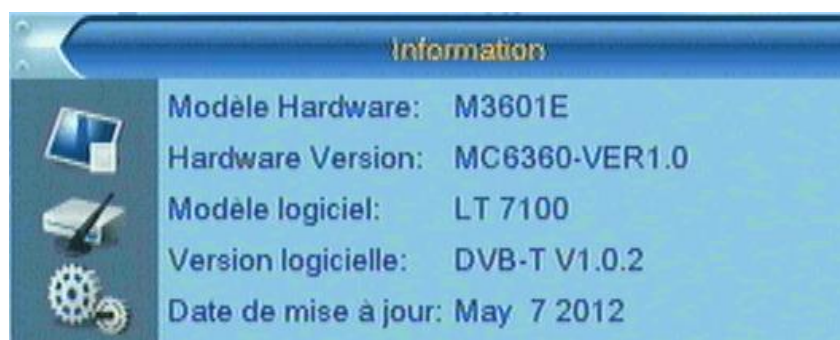 Information
Modèle Hardware: M3601E
Hardware Version: MC6360-VER1.0
Modèle logiciel: LT 7100
Version logicielle: DVB-T V1.0.2
Date de mise à jour: May 7 2012